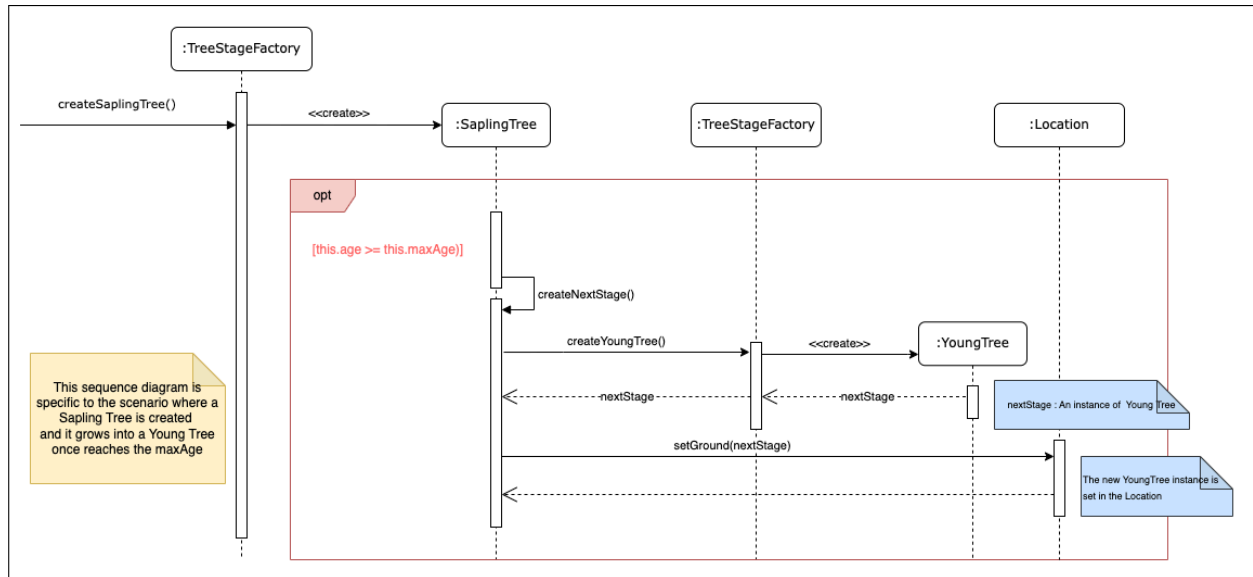 :TreeStageFactory
createSaplingTree()
<<create>>
:SaplingTree
:TreeStageFactory
:Location
opt
[this.age >= this.maxAge)]
createNextStage()
createYoungTree()
<<create>>
:YoungTree
This sequence diagram is
specific to the scenario where a
Sapling Tree is created
and it grows into a Young Tree
once reaches the maxAge
nextStage
nextStage
nextStage : An instance of Young Tree
setGround(nextStage)
The new YoungTree instance is
set in the Location